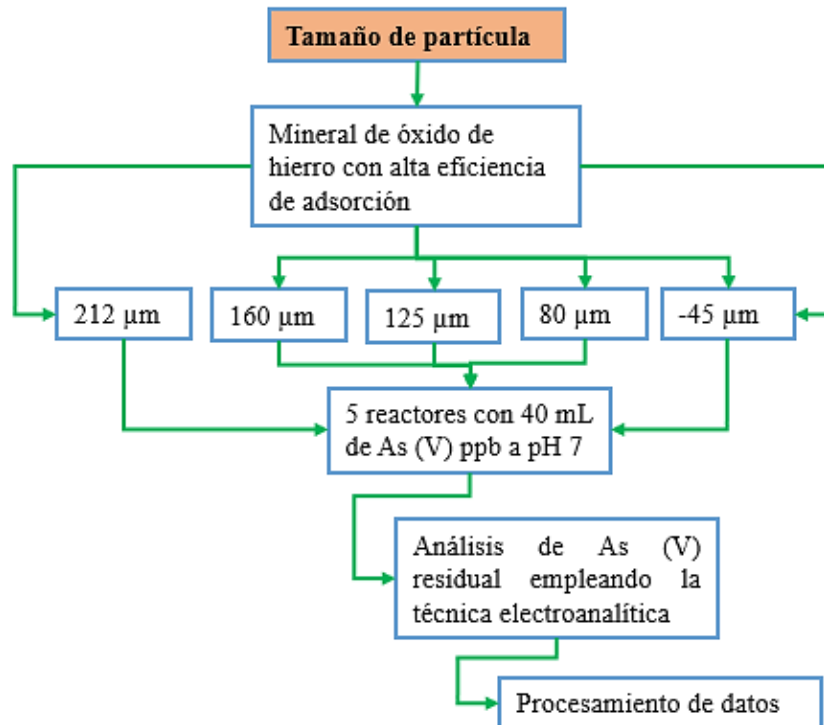 Tamaño de partícula
Mineral de óxido de
hierro con alta eficiencia
de adsorción
212 µm
160 µm
125 µm
80 µm
-45 µm
5 reactores con 40 mL
de As (V) ppb a pH 7
Análisis de As (V)
residual empleando la
técnica electroanalítica
Procesamiento de datos